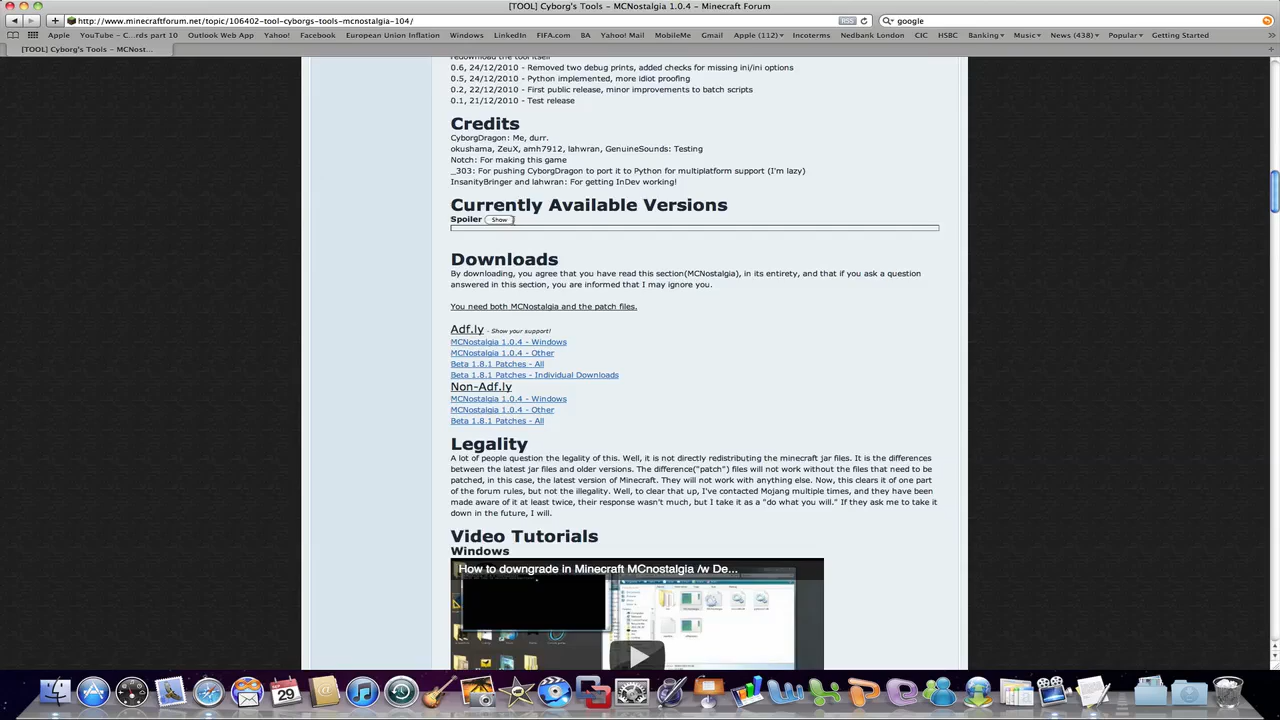 [TOOL] Cyborg's Tools - MCNostalgia 1.0.4 - Minecraft Forum
http://www.minecraftforum.net/topic/106402-tool-cyborgs-tools-mcnostalgia-104/
RSS
google
Apple YouTube - C...rds part 10 Outlook Web App Yahoo! Facebook European Union Inflation Windows LinkedIn FIFA.com BA Yahoo! Mail MobileMe Gmail Apple (112) Incoterms Nedbank London CIC HSBC Banking Music News (438) Popular Getting Started
[TOOL] Cyborg's Tools - MCNost...
redownload the tool itself
0.6, 24/12/2010 - Removed two debug prints, added checks for missing ini/ini options
0.5, 24/12/2010 - Python implemented, more idiot proofing
0.2, 22/12/2010 - First public release, minor improvements to batch scripts
0.1, 21/12/2010 - Test release
Credits
CyborgDragon: Me, durr.
okushama, ZeuX, amh7912, lahwran, GenuineSounds: Testing
Notch: For making this game
_303: For pushing CyborgDragon to port it to Python for multiplatform support (I'm lazy)
InsanityBringer and lahwran: For getting InDev working!
Currently Available Versions
Spoiler Show
Downloads
By downloading, you agree that you have read this section(MCNostalgia), in its entirety, and that if you ask a question
answered in this section, you are informed that I may ignore you.
You need both MCNostalgia and the patch files.
Adf.ly - Show your support!
MCNostalgia 1.0.4 - Windows
MCNostalgia 1.0.4 - Other
Beta 1.8.1 Patches - All
Beta 1.8.1 Patches - Individual Downloads
Non-Adf.ly
MCNostalgia 1.0.4 - Windows
MCNostalgia 1.0.4 - Other
Beta 1.8.1 Patches - All
Legality
A lot of people question the legality of this. Well, it is not directly redistributing the minecraft jar files. It is the differences
between the latest jar files and older versions. The difference("patch") files will not work without the files that need to be
patched, in this case, the latest version of Minecraft. They will not work with anything else. Now, this clears it of one part
of the forum rules, but not the illegality. Well, to clear that up, I've contacted Mojang multiple times, and they have been
made aware of it at least twice, their response wasn't much, but I take it as a "do what you will." If they ask me to take it
down in the future, I will.
Video Tutorials
Windows
How to downgrade in Minecraft MCnostalgia /w De...